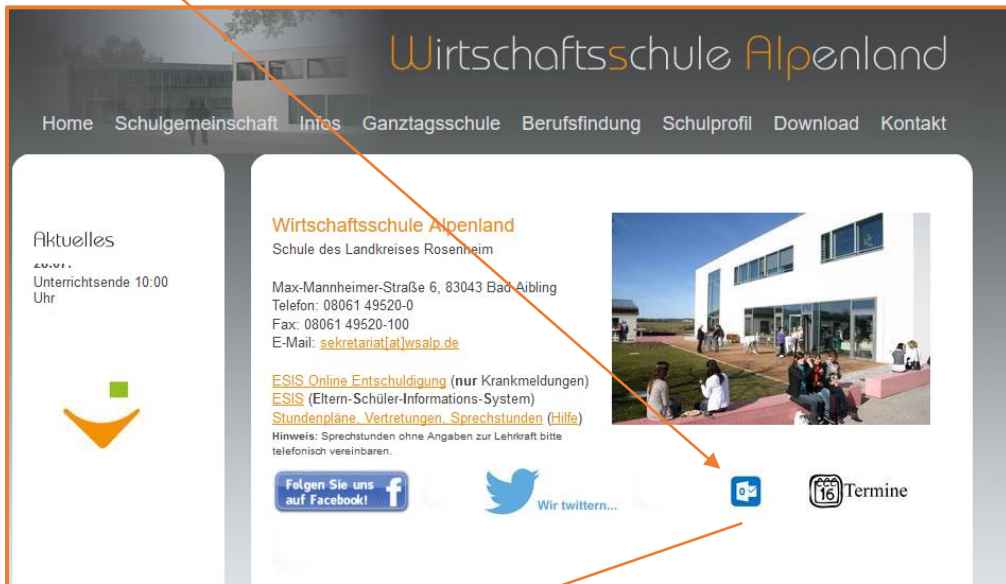 Wirtschaftsschule Alpenland
Home Schulgemeinschaft Infos Ganztagsschule Berufsfindung Schulprofil Download Kontakt
Aktuelles
Unterrichtsende 10:00
Uhr
Wirtschaftsschule Alpenland
Schule des Landkreises Rosenheim
Max-Mannheimer-Straße 6, 83043 Bad Aibling
Telefon: 08061 49520-0
Fax: 08061 49520-100
E-Mail: sekretariat[at]wsalp.de
ESIS Online Entschuldigung (nur Krankmeldungen)
ESIS (Eltern-Schüler-Informations-System)
Stundenpläne, Vertretungen, Sprechstunden (Hilfe)
Hinweis: Sprechstunden ohne Angaben zur Lehrkraft bitte
telefonisch vereinbaren.
Folgen Sie uns
auf Facebook! f
Wir twittern...
16 Termine